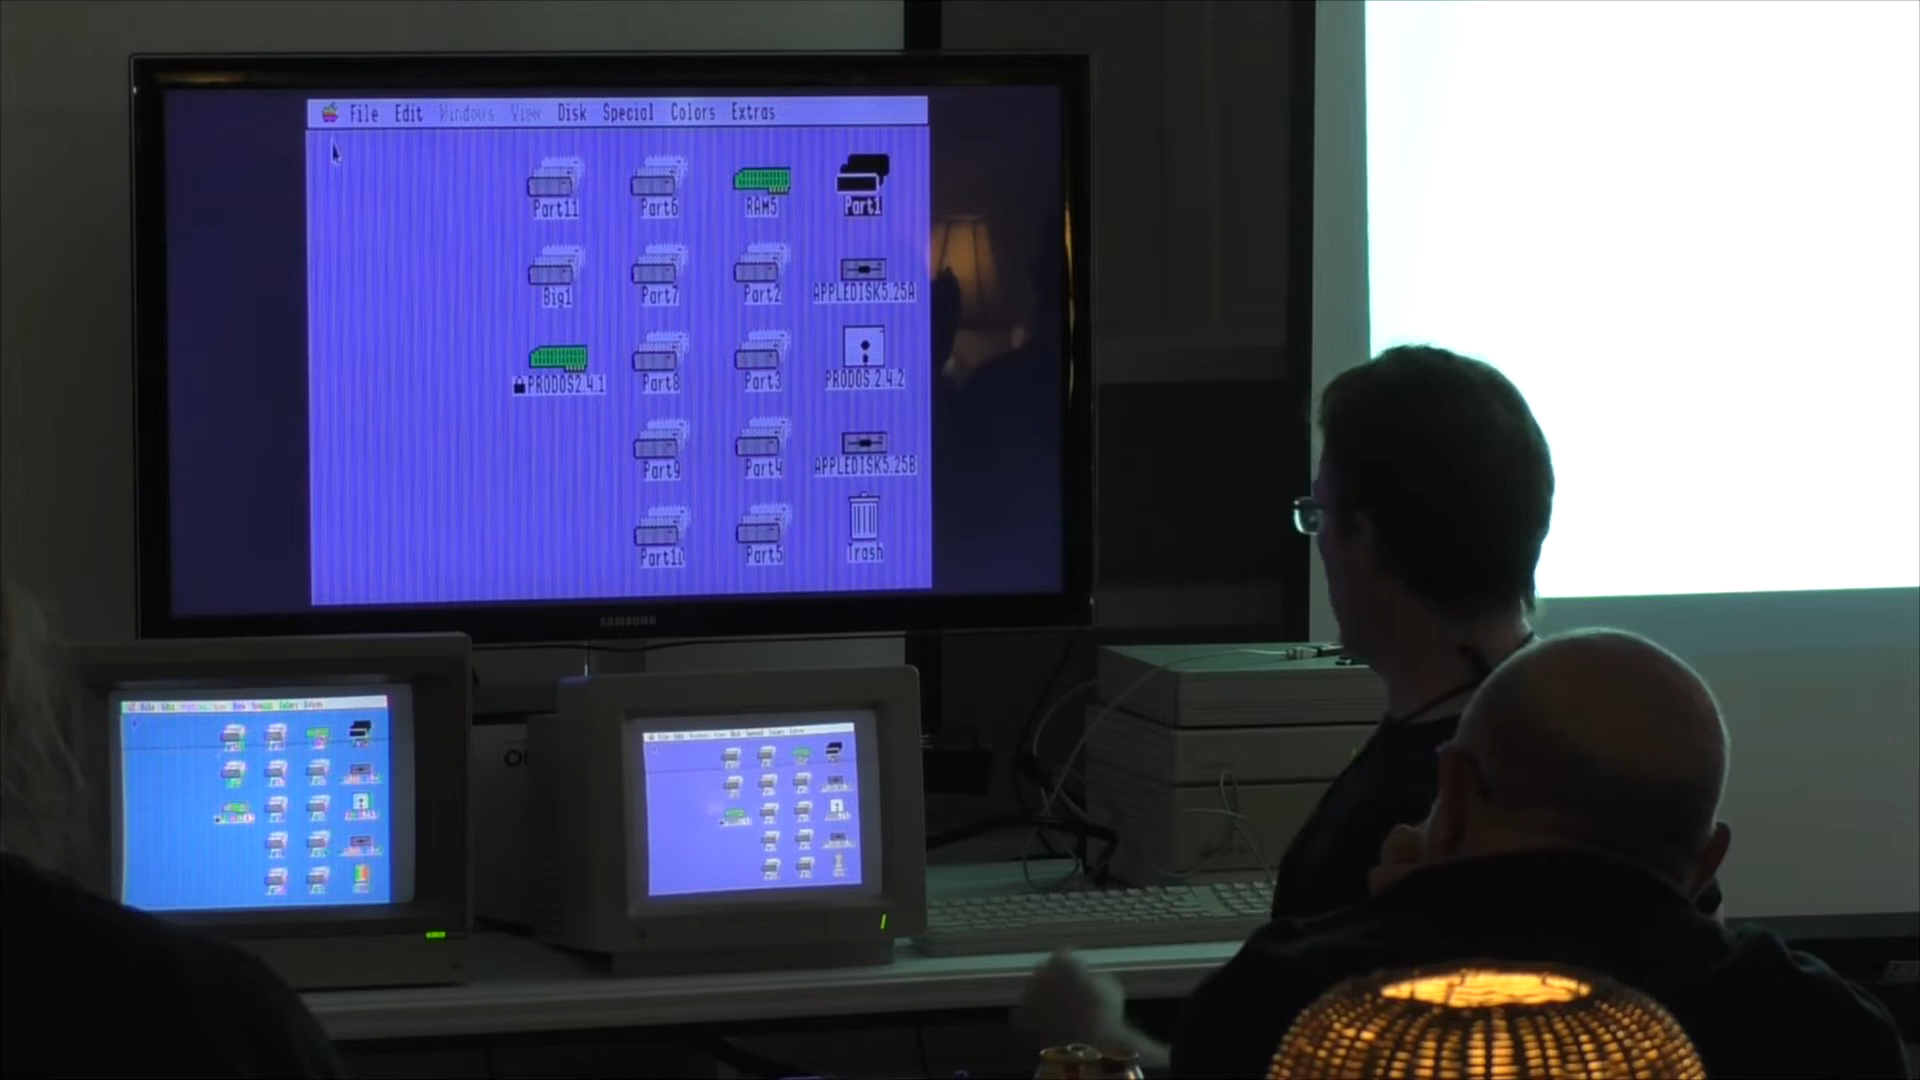 File Edit Windows View Disk Special Colors Extras
Part11 Part6 RAM5 Part1
Big1 Part7 Part2 APPLEDISK5.25A
PRODOS2.4.1 Part8 Part3 PRODOS.2.4.2
Part9 Part4 APPLEDISK5.25B
Part10 Part5 Trash
SAMSUNG